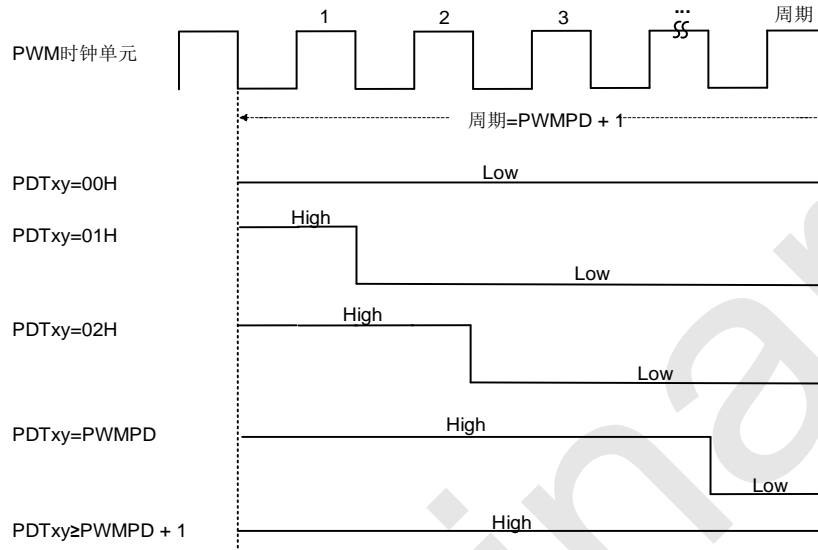 1 2 3 ... 周期
PWM时钟单元
周期=PWMPD + 1
PDTxy=00H Low
PDTxy=01H High Low
PDTxy=02H High Low
PDTxy=PWMPD High Low
PDTxy≥PWMPD + 1 High